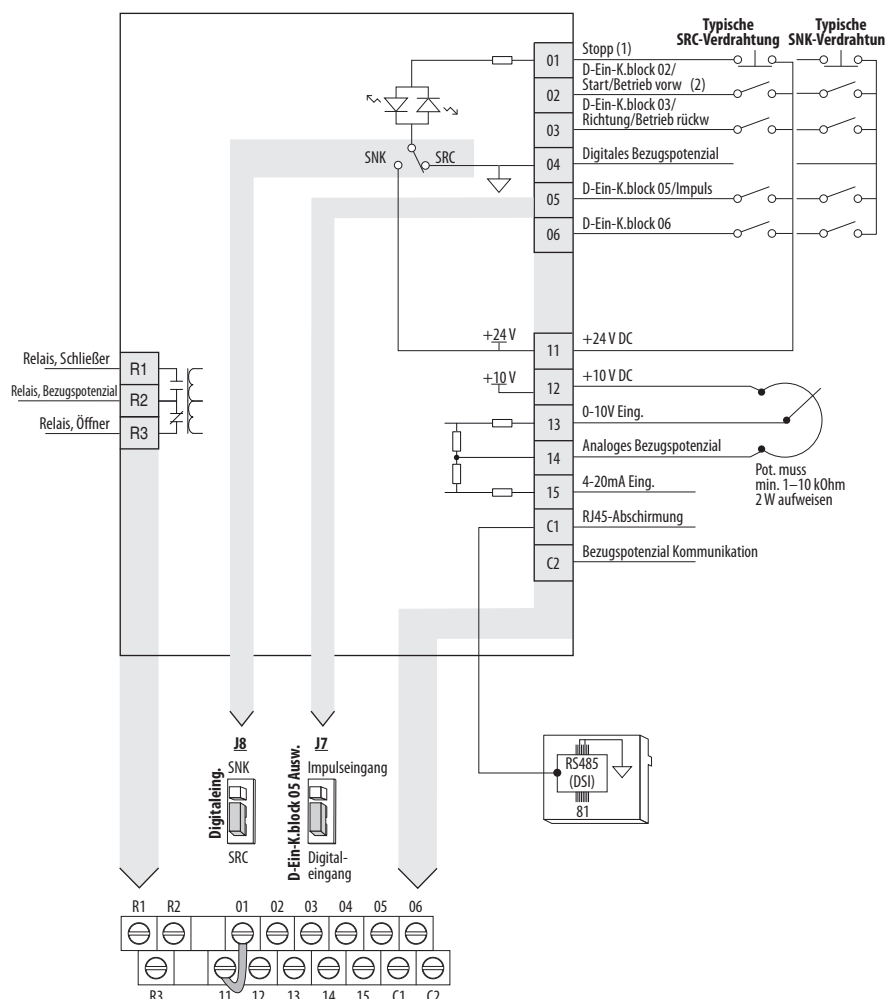 Typische
SRC-Verdrahtung
Typische
SNK-Verdrahtun
01
Stopp (1)
D-Ein-K.block 02/
02
Start/Betrieb vorw (2)
D-Ein-K.block 03/
03
Richtung/Betrieb rückw
SNK
SRC
04
Digitales Bezugspotenzial
05
D-Ein-K.block 05/Impuls
06
D-Ein-K.block 06
+24 V
11
+24 V DC
+10 V
12
+10 V DC
13
0-10V Eing.
14
Analoges Bezugspotenzial
15
4-20mA Eing.
C1
RJ45-Abschirmung
C2
Bezugspotenzial Kommunikation
Pot. muss
min. 1–10 kOhm
2 W aufweisen
Relais, Schließer
R1
Relais, Bezugspotenzial
R2
Relais, Öffner
R3
J8
Digitaleing.
SNK
SRC
J7
D-Ein-K.block 05 Ausw.
Impulseingang
Digital-
eingang
RS485
(DSI)
81
R1 R2 01 02 03 04 05 06
R3 11 12 13 14 15 C1 C2